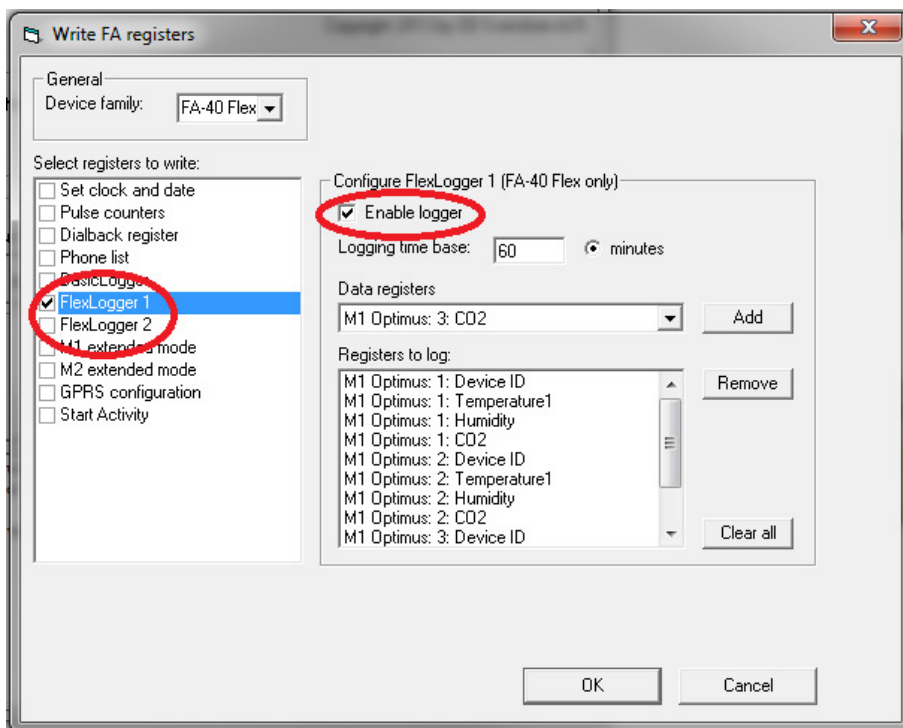 Write FA registers
General
Device family: FA-40 Flex
Select registers to write:
Set clock and date
Pulse counters
Dialback register
Phone list
BasicLogger
FlexLogger 1
FlexLogger 2
M1 extended mode
M2 extended mode
GPRS configuration
Start Activity
Configure FlexLogger 1 (FA-40 Flex only)
Enable logger
Logging time base: 60 minutes
Data registers
M1 Optimus: 3: CO2 Add
Registers to log:
M1 Optimus: 1: Device ID
M1 Optimus: 1: Temperature1
M1 Optimus: 1: Humidity
M1 Optimus: 1: CO2
M1 Optimus: 2: Device ID
M1 Optimus: 2: Temperature1
M1 Optimus: 2: Humidity
M1 Optimus: 2: CO2
M1 Optimus: 3: Device ID
Remove
Clear all
OK Cancel